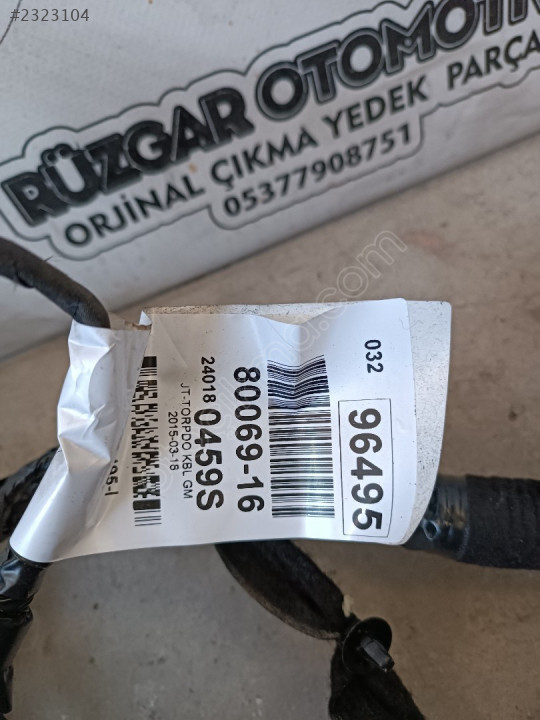 #2323104
RÜZGAR OTOMOTİ
ORJİNAL ÇIKMA YEDEK PARÇA
05377908751
032
96495
80069-16
24018 0459S
JT-TORPDO KBL GM
2015-03-18